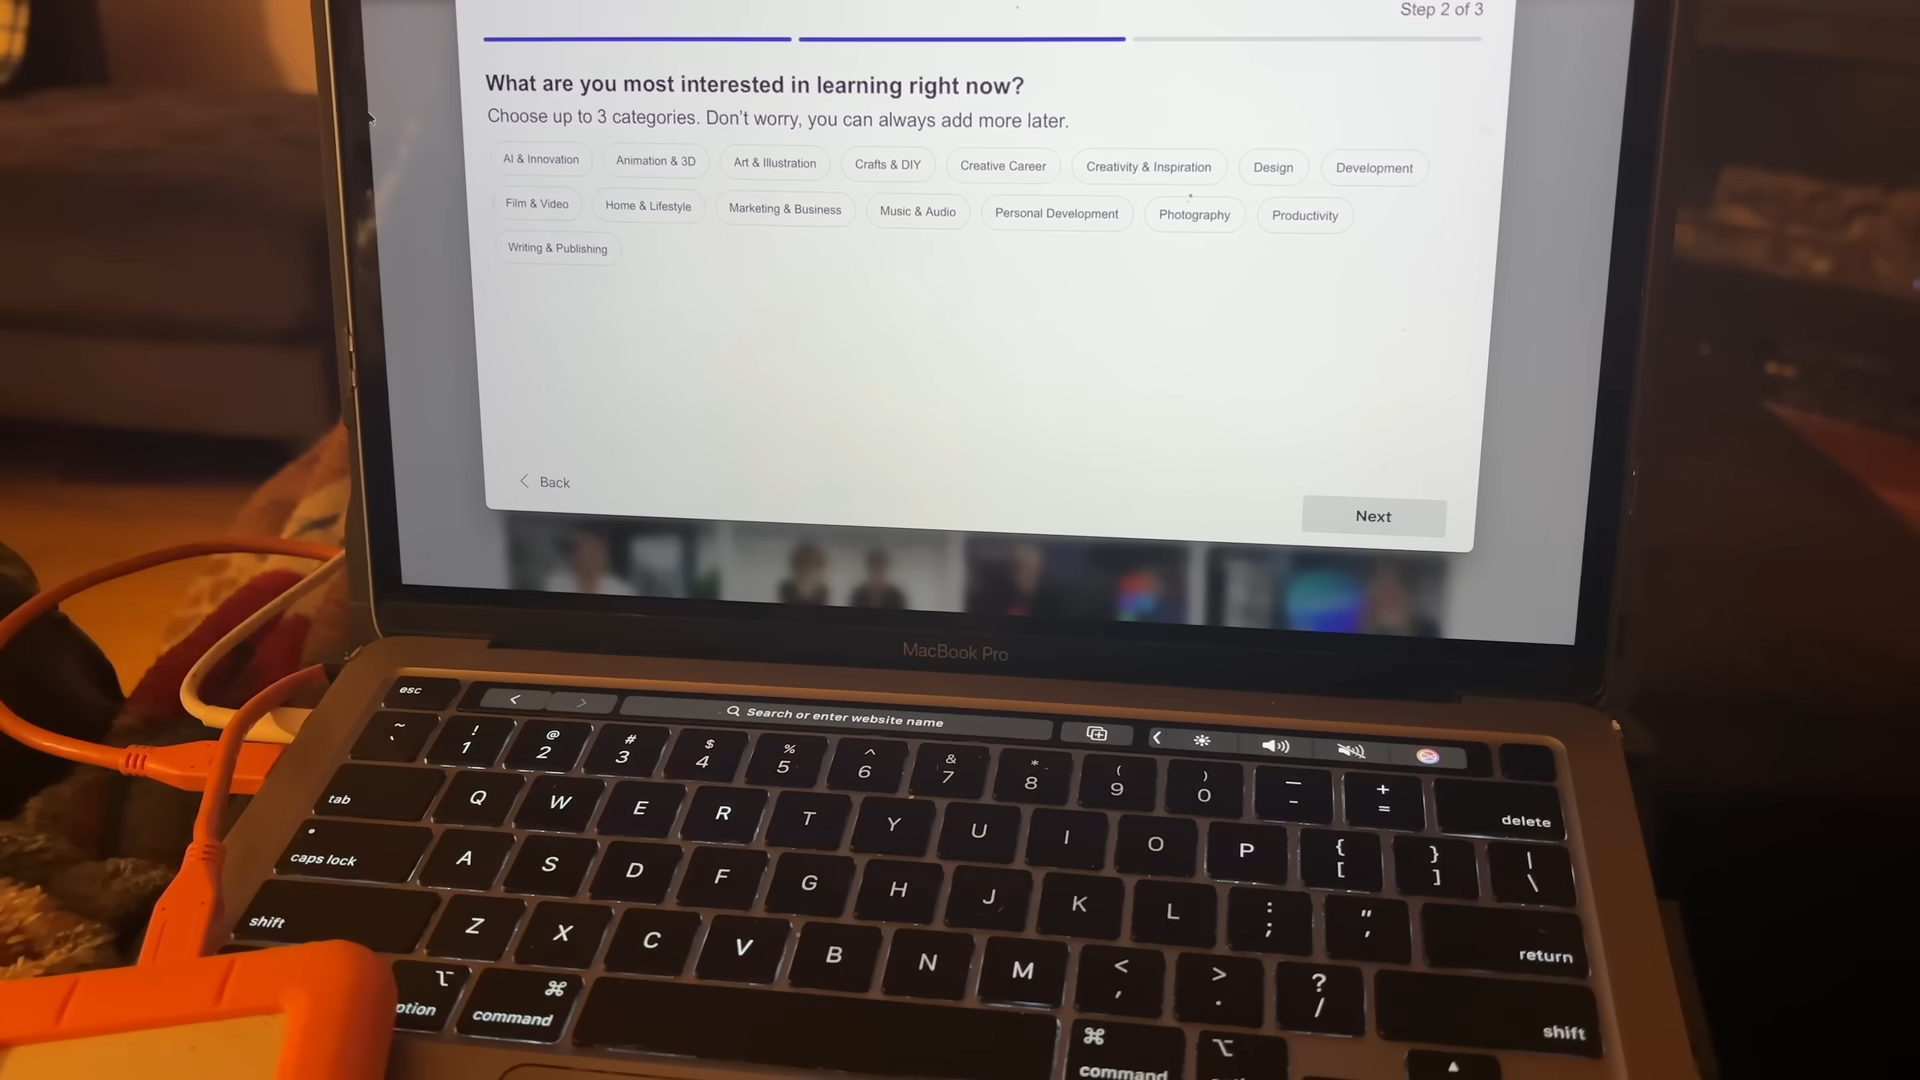 Step 2 of 3
What are you most interested in learning right now?
Choose up to 3 categories. Don't worry, you can always add more later.
AI & Innovation Animation & 3D Art & Illustration Crafts & DIY Creative Career Creativity & Inspiration Design Development
Film & Video Home & Lifestyle Marketing & Business Music & Audio Personal Development Photography Productivity
Writing & Publishing
Back
Next
MacBook Pro
esc
Search or enter website name
~ ! @ # $ % ^ & * ( ) — +
` 1 2 3 4 5 6 7 8 9 0 - =
delete
tab Q W E R T Y U I O P { [ } ] | \
caps lock A S D F G H J K L : ; " ' return
shift Z X C V B N M < , > . ? / shift
ption command command